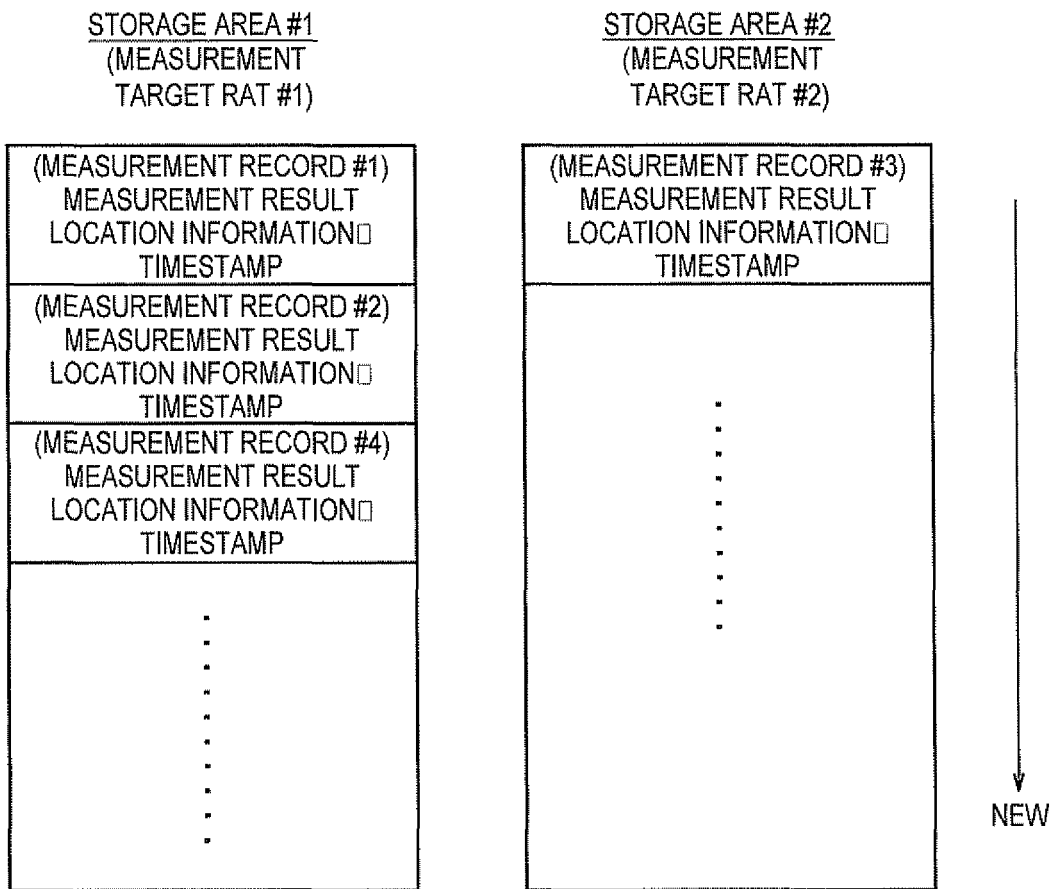 STORAGE AREA #1
(MEASUREMENT
TARGET RAT #1)
(MEASUREMENT RECORD #1)
MEASUREMENT RESULT
LOCATION INFORMATION□
TIMESTAMP
(MEASUREMENT RECORD #2)
MEASUREMENT RESULT
LOCATION INFORMATION□
TIMESTAMP
(MEASUREMENT RECORD #4)
MEASUREMENT RESULT
LOCATION INFORMATION□
TIMESTAMP
STORAGE AREA #2
(MEASUREMENT
TARGET RAT #2)
(MEASUREMENT RECORD #3)
MEASUREMENT RESULT
LOCATION INFORMATION□
TIMESTAMP
NEW